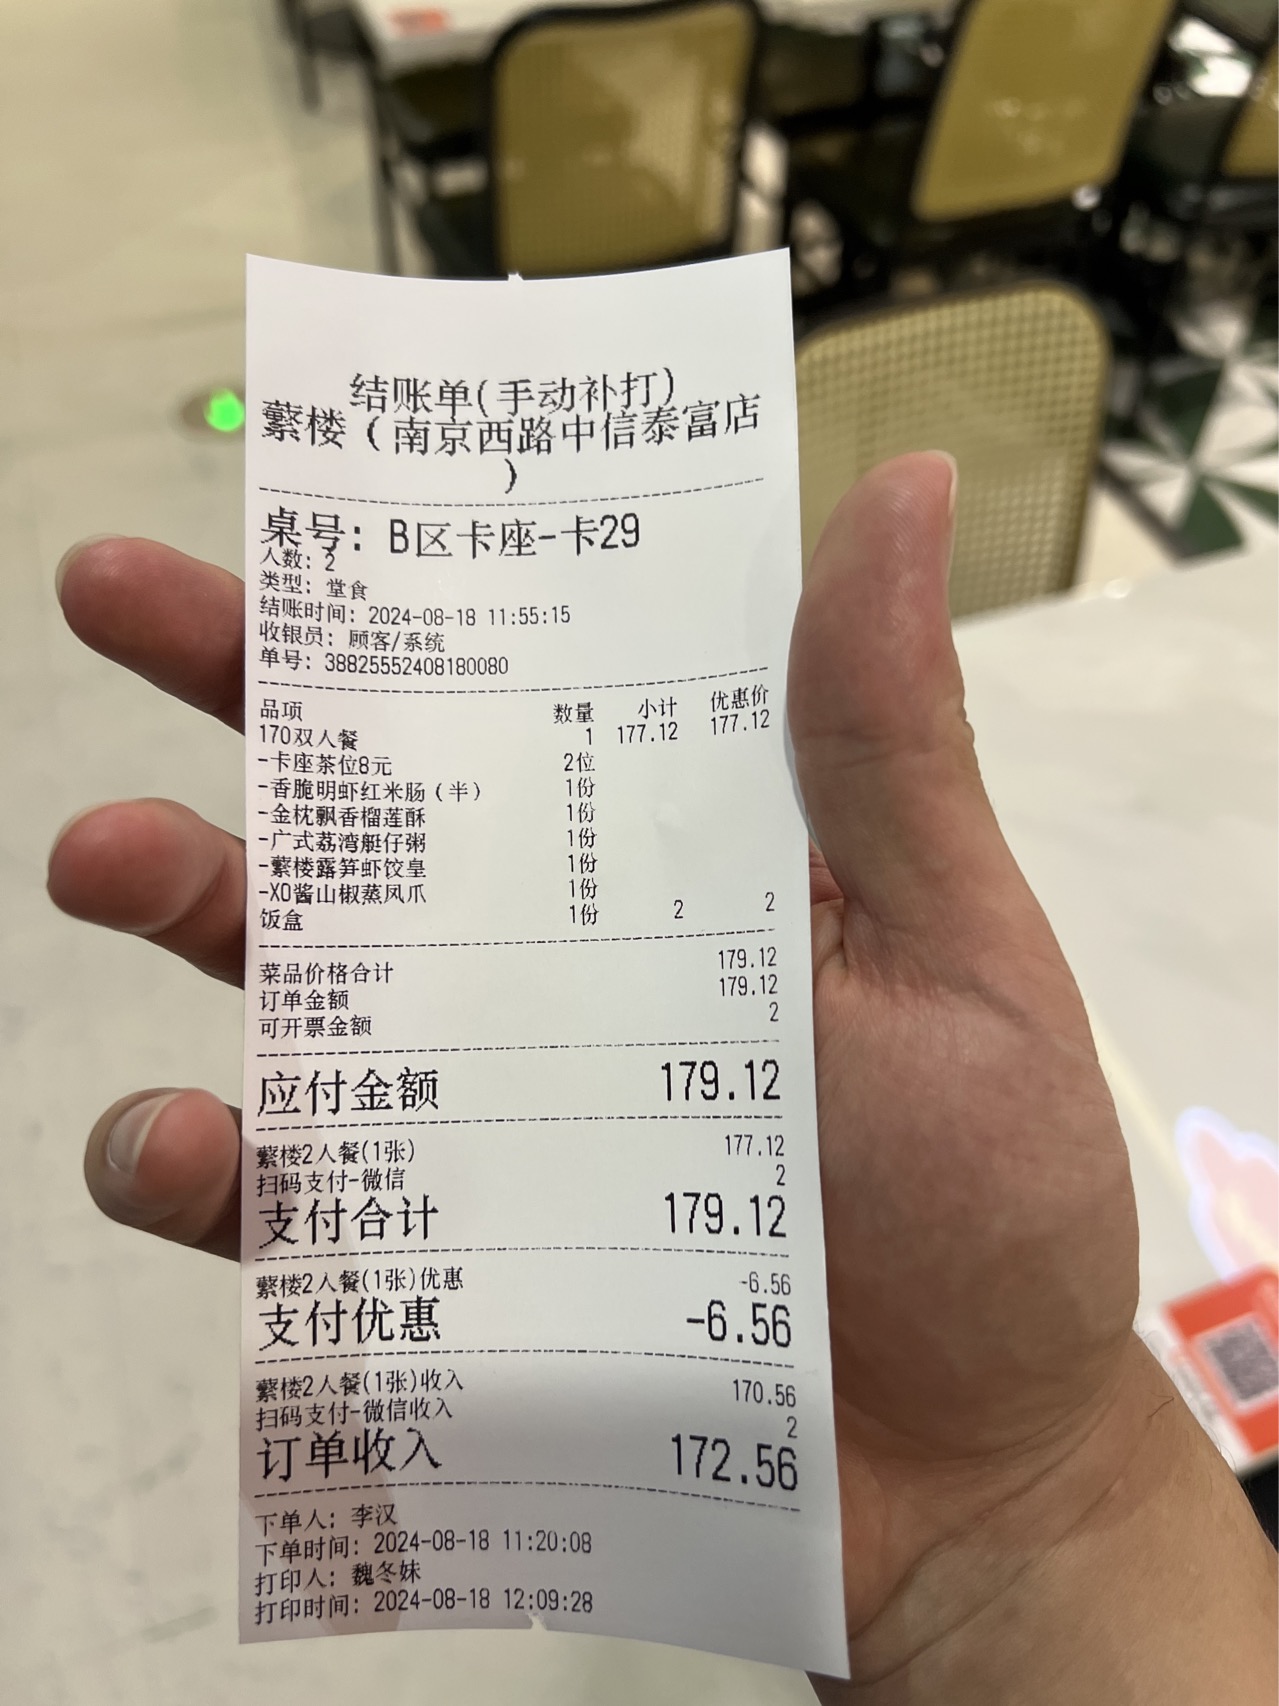 结账单(手动补打)
蘩楼（南京西路中信泰富店
）
桌号: B区卡座-卡29
人数: 2
类型: 堂食
结账时间: 2024-08-18 11:55:15
收银员: 顾客/系统
单号: 38825552408180080
品项 数量 小计 优惠价
170双人餐 1 177.12 177.12
-卡座茶位8元 2位
-香脆明虾红米肠（半） 1份
-金枕飘香榴莲酥 1份
-广式荔湾艇仔粥 1份
-蘩楼露笋虾饺皇 1份
-XO酱山椒蒸凤爪 1份
饭盒 1份 2 2
菜品价格合计 179.12
订单金额 179.12
可开票金额 2
应付金额 179.12
蘩楼2人餐(1张) 177.12
扫码支付-微信 2
支付合计 179.12
蘩楼2人餐(1张)优惠 -6.56
支付优惠 -6.56
蘩楼2人餐(1张)收入 170.56
扫码支付-微信收入 2
订单收入 172.56
下单人: 李汉
下单时间: 2024-08-18 11:20:08
打印人: 魏冬妹
打印时间: 2024-08-18 12:09:28